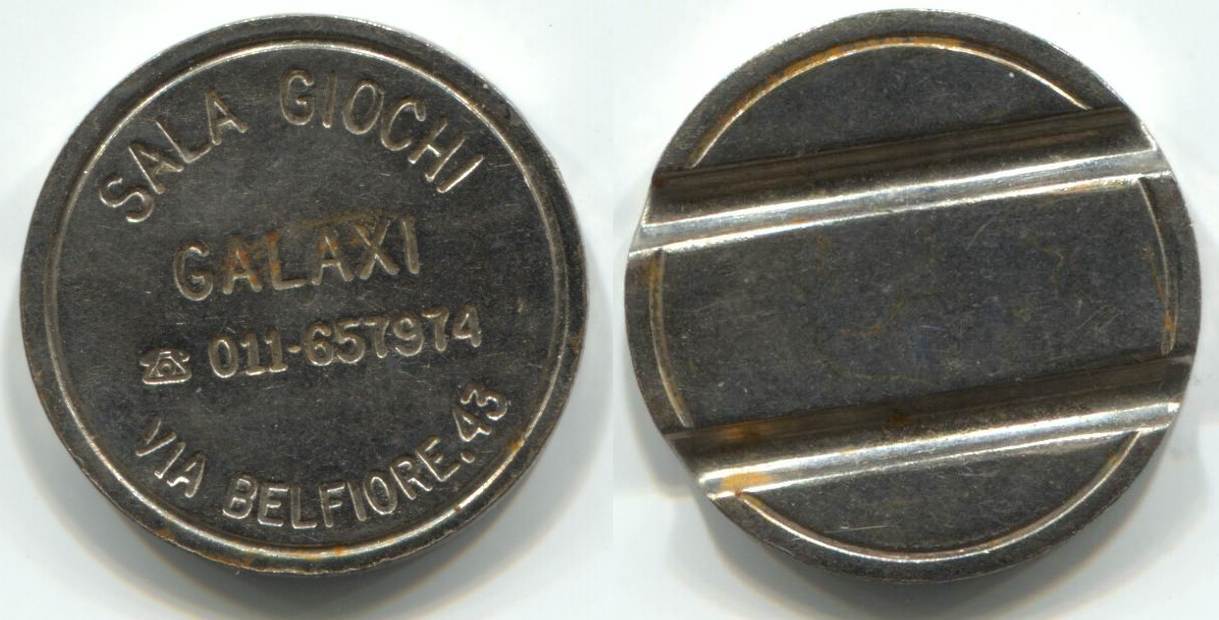 SALA GIOCHI
GALAXI
☎ 011-657974
VIA BELFIORE. 43